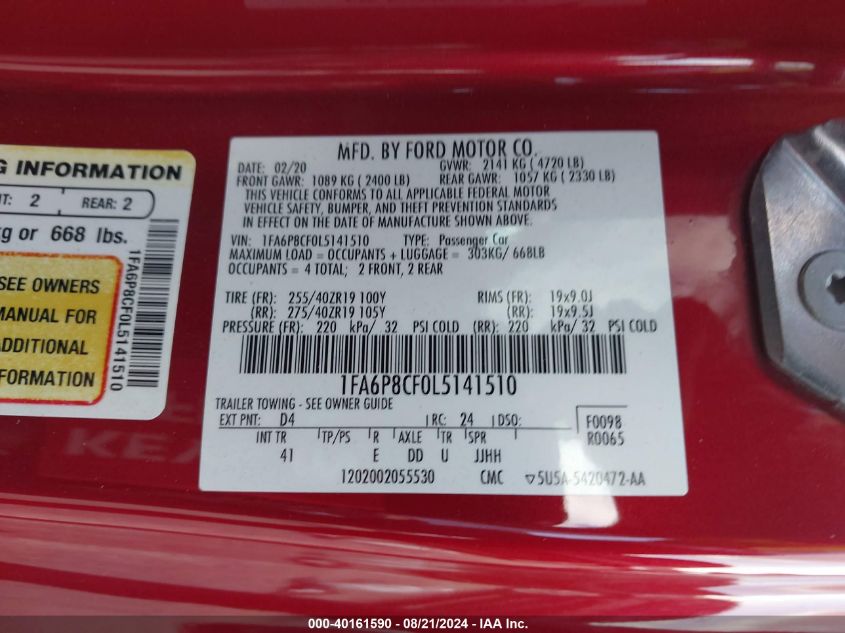 G INFORMATION
NT: 2 REAR: 2
kg or 668 lbs.
SEE OWNERS
MANUAL FOR
ADDITIONAL
1FA6P8CF0L5141510
MFD. BY FORD MOTOR CO.
DATE: 02/20 GVWR: 2141 KG ( 4720 LB)
FRONT GAWR: 1089 KG ( 2400 LB) REAR GAWR: 1057 KG ( 2330 LB)
THIS VEHICLE CONFORMS TO ALL APPLICABLE FEDERAL MOTOR
VEHICLE SAFETY, BUMPER, AND THEFT PREVENTION STANDARDS
IN EFFECT ON THE DATE OF MANUFACTURE SHOWN ABOVE.
VIN: 1FA6P8CF0L5141510 TYPE: Passenger Car
MAXIMUM LOAD = OCCUPANTS + LUGGAGE = 303KG/ 668LB
OCCUPANTS = 4 TOTAL; 2 FRONT, 2 REAR
TIRE (FR): 255/40ZR19 100Y RIMS (FR): 19x9.0J
(RR): 275/40ZR19 105Y (RR): 19x9.5J
PRESSURE (FR): 220 kPa/ 32 PSI COLD (RR): 220 kPa/ 32 PSI COLD
1FA6P8CF0L5141510
TRAILER TOWING - SEE OWNER GUIDE
EXT PNT: D4 RC: 24 DSO: F0098
R0065
INT TR TP/PS R AXLE TR SPR
41 E DD U JJHH
1202002055530 CMC ▽5U5A-5420472-AA
000-40161590 - 08/21/2024 - IAA Inc.